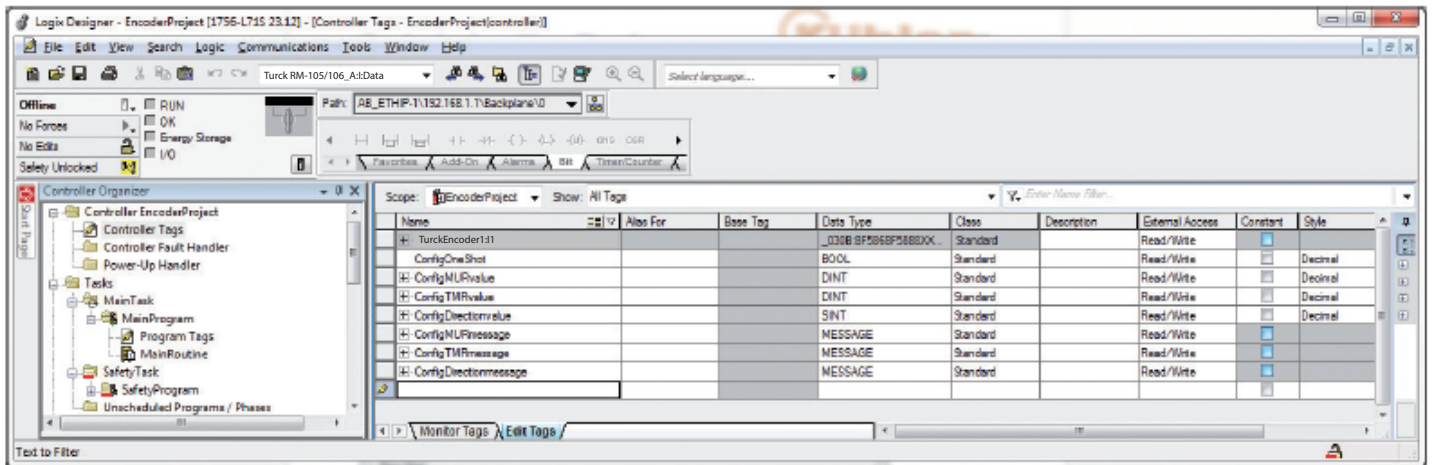 Logix Designer - EncoderProject [1756-L71S 23.12] - [Controller Tags - EncoderProject(controller)]
File Edit View Search Logic Communications Tools Window Help
Turck RM-105/106_A:I:Data
Select language...
Offline RUN
No Forces OK
No Edits Energy Storage
Safety Unlocked I/O
Path: AB_ETHIP-1\192.168.1.1\Backplane\0
Favorites Add-On Alarms Bit Timer/Counter
Start Page
Controller Organizer
Controller EncoderProject
Controller Tags
Controller Fault Handler
Power-Up Handler
Tasks
MainTask
MainProgram
Program Tags
MainRoutine
SafetyTask
SafetyProgram
Unscheduled Programs / Phases
Scope: EncoderProject Show: All Tags Enter Name Filter...
Name Alias For Base Tag Data Type Class Description External Access Constant Style
TurckEncoder1:I1 Standard Read/Write
ConfigOneShot BOOL Standard Read/Write Decimal
ConfigMURvalue DINT Standard Read/Write Decimal
ConfigTMRvalue DINT Standard Read/Write Decimal
ConfigDirectionvalue SINT Standard Read/Write Decimal
ConfigMURmessage MESSAGE Standard Read/Write
ConfigTMRmessage MESSAGE Standard Read/Write
ConfigDirectionmessage MESSAGE Standard Read/Write
Monitor Tags Edit Tags
Text to Filter